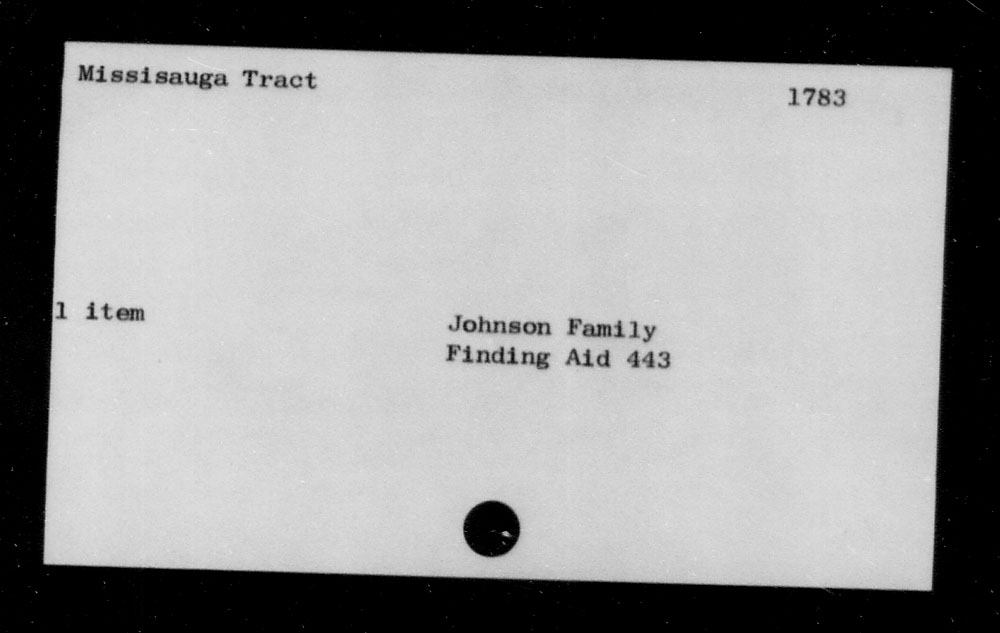 Missisauga Tract
1783
1 item
Johnson Family
Finding Aid 443